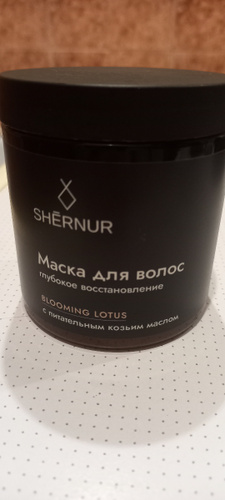 SHĒRNUR
Маска для волос
глубокое восстановление
BLOOMING LOTUS
с питательным козьим маслом